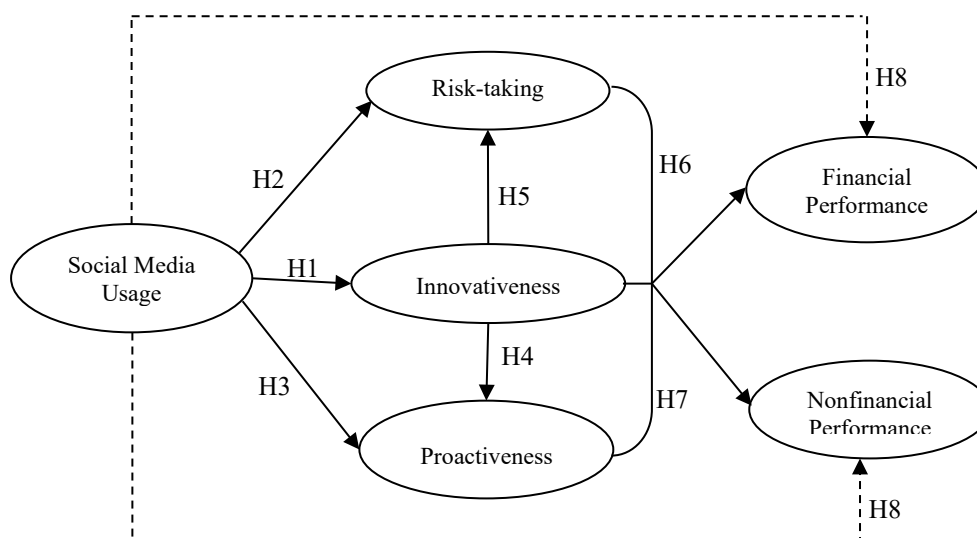 H8
Risk-taking
H6
H2
Financial
Performance
H5
Social Media
Usage
H1
Innovativeness
H4
H3
H7
Nonfinancial
Performance
Proactiveness
H8